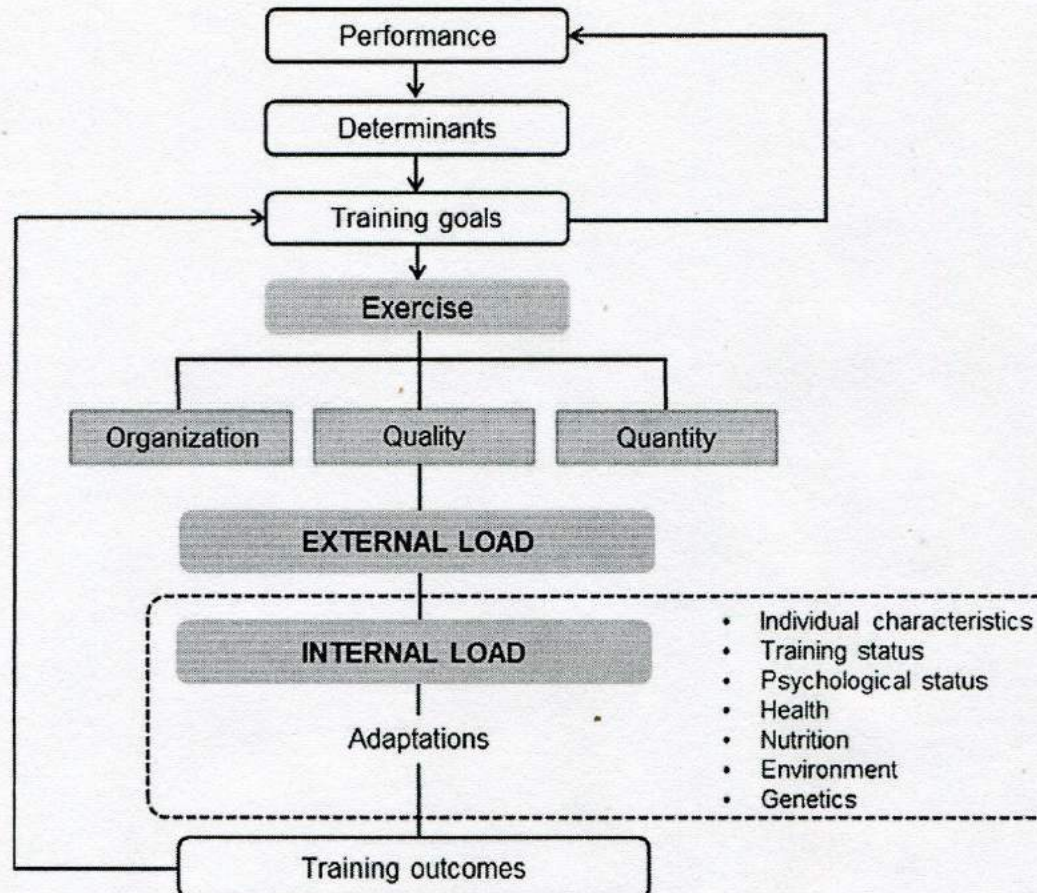 Performance
Determinants
Training goals
Exercise
Organization
Quality
Quantity
EXTERNAL LOAD
INTERNAL LOAD
Adaptations
• Individual characteristics
• Training status
• Psychological status
• Health
• Nutrition
• Environment
• Genetics
Training outcomes